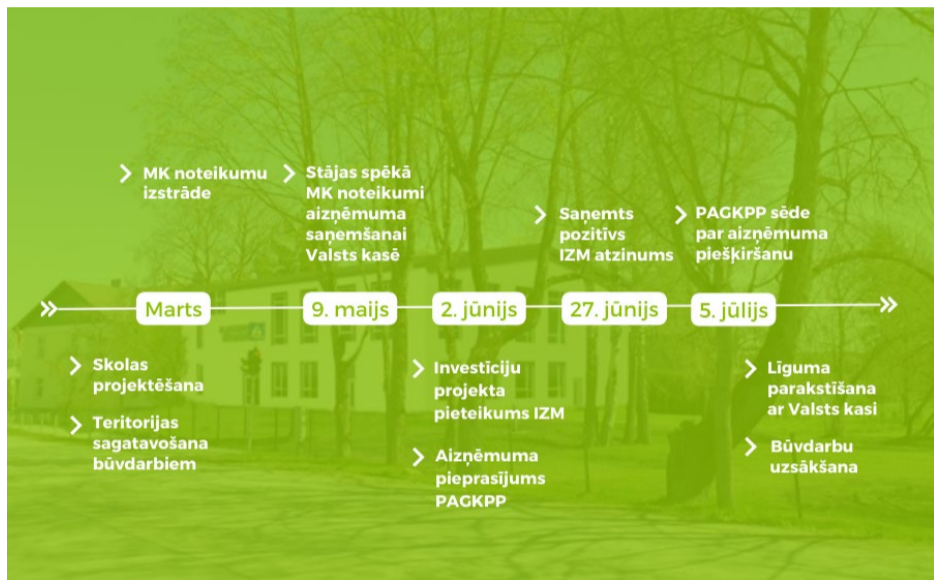 MK noteikumu
izstrāde
Stājas spēkā
MK noteikumi
aizņēmuma
saņemšanai
Valsts kasē
Saņemts
pozitīvs
IZM atzinums
PAGKPP sēde
par aizņēmuma
piešķiršanu
Marts
9. maijs
2. jūnijs
27. jūnijs
5. jūlijs
Skolas
projektēšana
Teritorijas
sagatavošana
būvdarbiem
Investīciju
projekta
pieteikums IZM
Aizņēmuma
pieprasījums
PAGKPP
Līguma
parakstīšana
ar Valsts kasi
Būvdarbu
uzsākšana